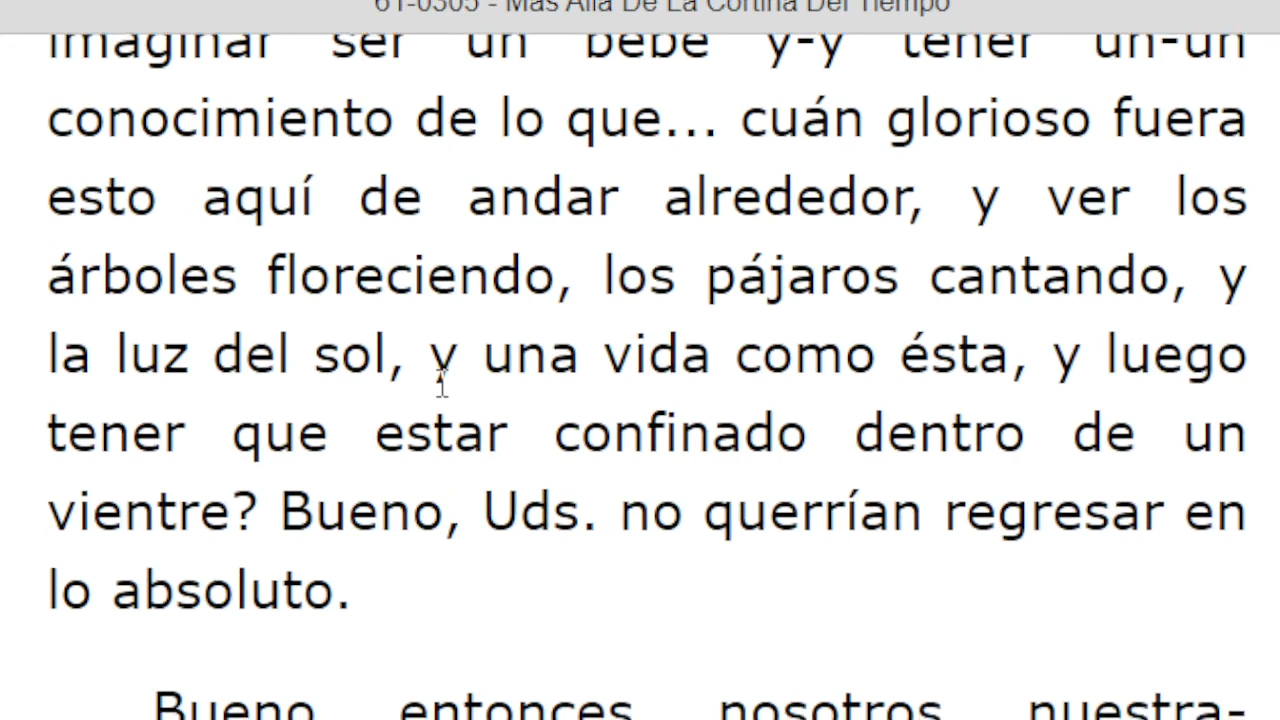 61-0305 - Mas Alla De La Cortina Del Tiempo
imaginar ser un bebé y-y tener un-un
conocimiento de lo que... cuán glorioso fuera
esto aquí de andar alrededor, y ver los
árboles floreciendo, los pájaros cantando, y
la luz del sol, y una vida como ésta, y luego
tener que estar confinado dentro de un
vientre? Bueno, Uds. no querrían regresar en
lo absoluto.
Bueno entonces nosotros nuestra-